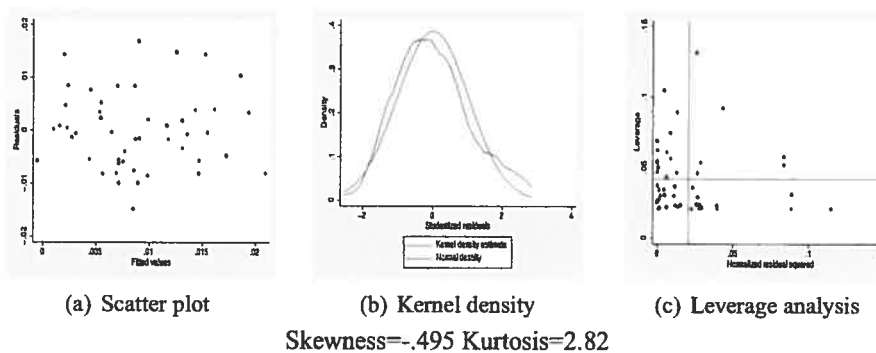 .02
.01
0
-.01
-.02
Residuals
0
.005
.01
.015
.02
Fitted values
(a) Scatter plot
.4
.3
.2
.1
0
Density
-2
0
2
4
Studentized residuals
Kernel density estimate
Normal density
(b) Kernel density
.15
.1
.05
0
Leverage
0
.05
.1
Normalized residual squared
(c) Leverage analysis
Skewness=-.495 Kurtosis=2.82